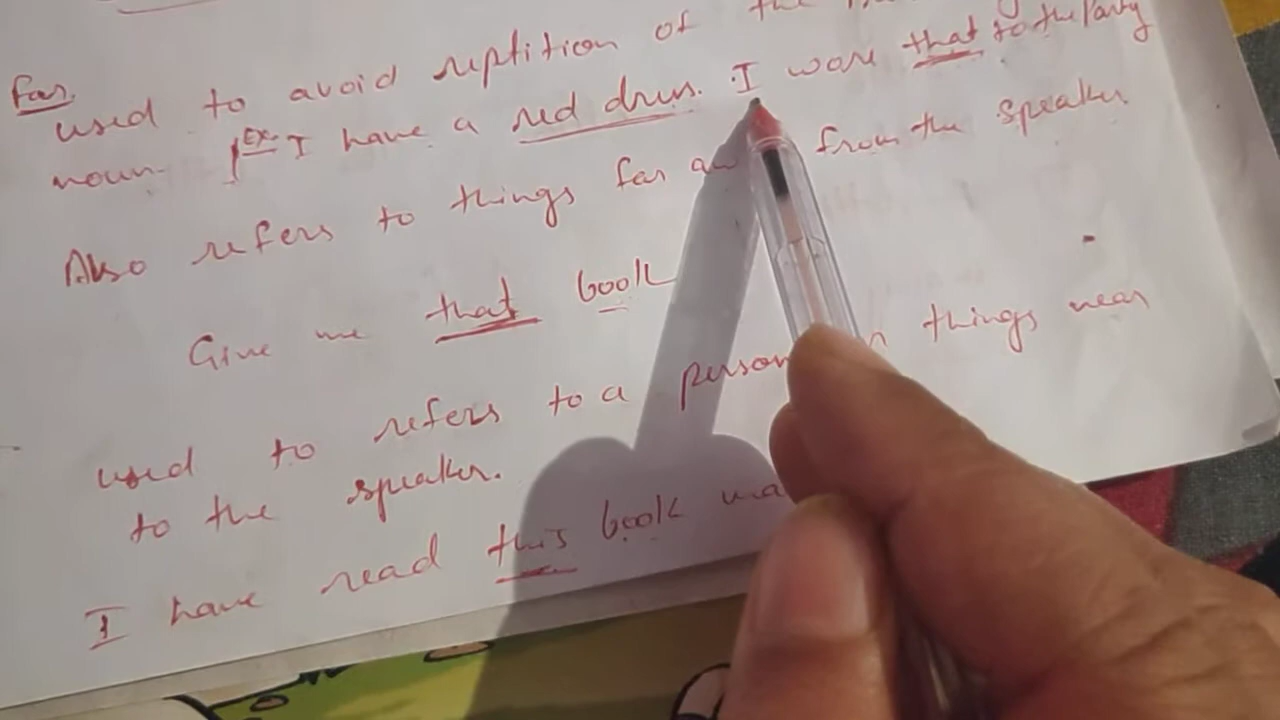 far.
used to avoid reptition of the
noun. Ex- I have a red dress. I wore that to the Party
Also refers to things far from the speaker
Give me that book
used to refers to a person things near
to the speaker.
I have read this book